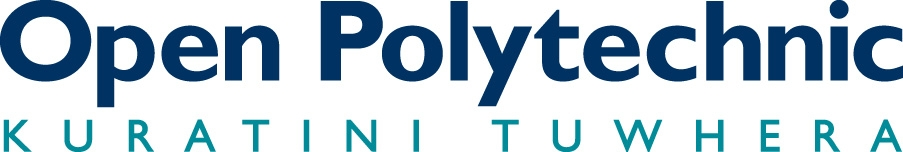 Open Polytechnic
KURATINI TUWHERA